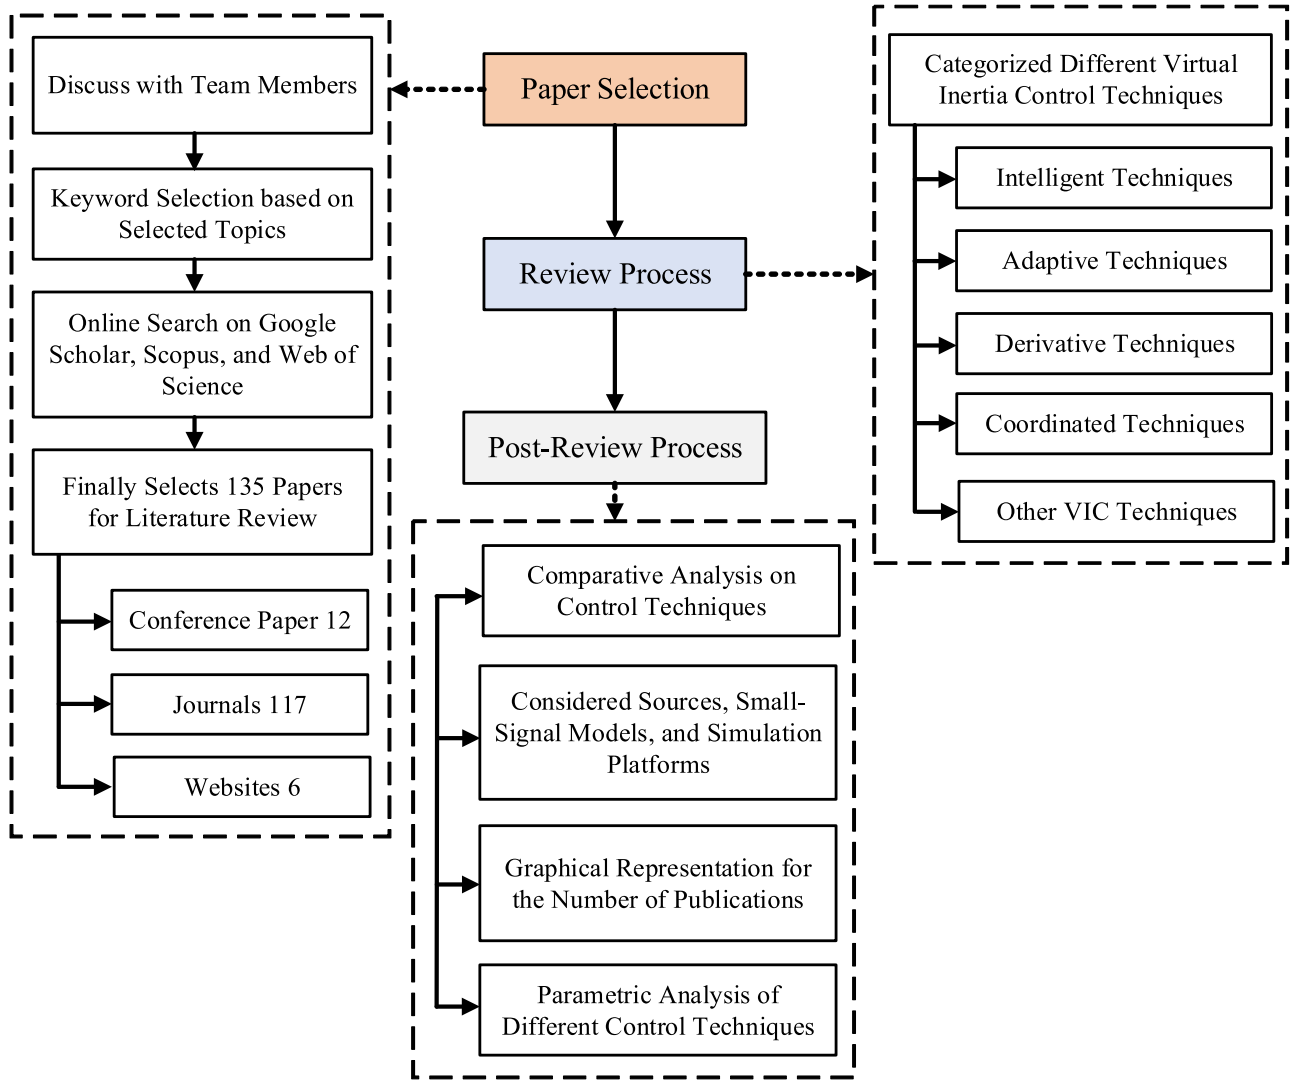 Discuss with Team Members
Keyword Selection based on
Selected Topics
Online Search on Google
Scholar, Scopus, and Web of
Science
Finally Selects 135 Papers
for Literature Review
Conference Paper 12
Journals 117
Websites 6
Paper Selection
Review Process
Post-Review Process
Comparative Analysis on
Control Techniques
Considered Sources, Small-
Signal Models, and Simulation
Platforms
Graphical Representation for
the Number of Publications
Parametric Analysis of
Different Control Techniques
Categorized Different Virtual
Inertia Control Techniques
Intelligent Techniques
Adaptive Techniques
Derivative Techniques
Coordinated Techniques
Other VIC Techniques